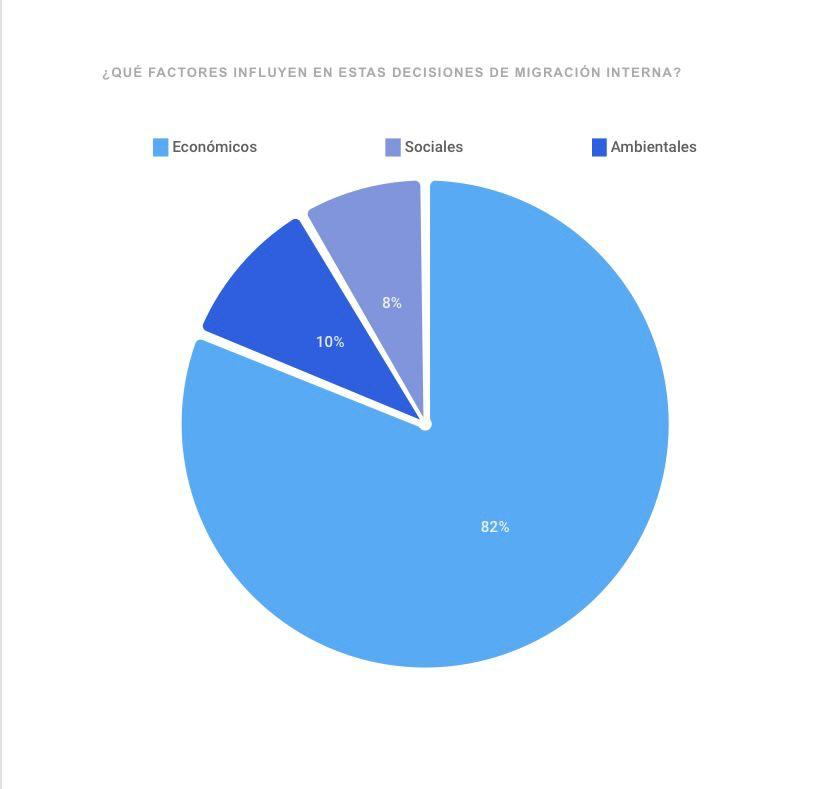 ¿QUÉ FACTORES INFLUYEN EN ESTAS DECISIONES DE MIGRACIÓN INTERNA?
Económicos
Sociales
Ambientales
8%
10%
82%